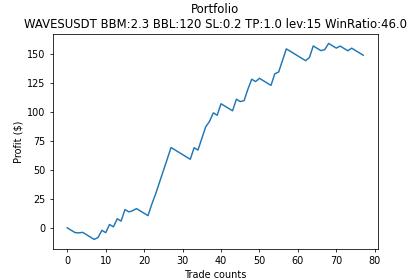 Portfolio
WAVESUSDT BBM:2.3 BBL:120 SL:0.2 TP:1.0 lev:15 WinRatio:46.0
150
125
100
75
50
25
0
Profit ($)
0 10 20 30 40 50 60 70 80
Trade counts